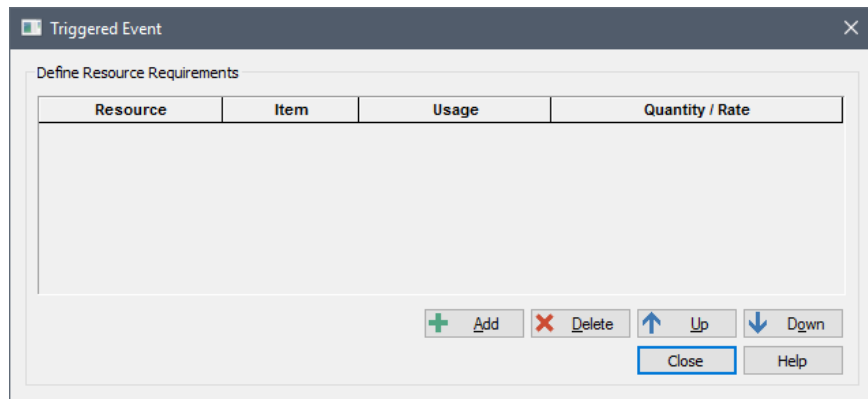 Triggered Event
Define Resource Requirements
Resource Item Usage Quantity / Rate
Add Delete Up Down
Close Help